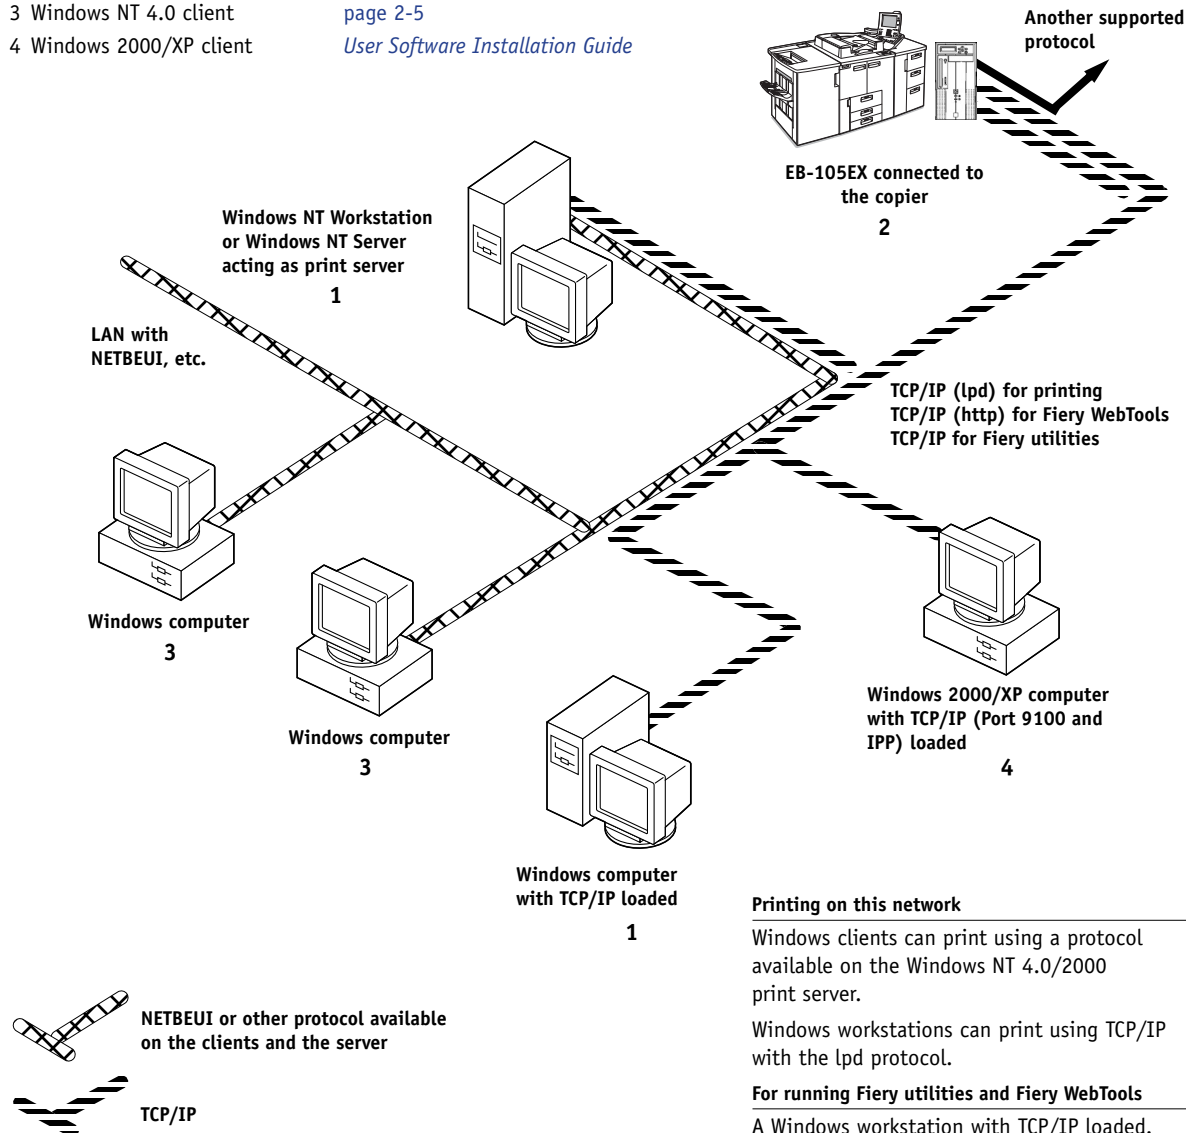 3 Windows NT 4.0 client page 2-5
4 Windows 2000/XP client User Software Installation Guide
Another supported
protocol
EB-105EX connected to
the copier
2
Windows NT Workstation
or Windows NT Server
acting as print server
1
LAN with
NETBEUI, etc.
TCP/IP (lpd) for printing
TCP/IP (http) for Fiery WebTools
TCP/IP for Fiery utilities
Windows computer
3
Windows computer
3
Windows 2000/XP computer
with TCP/IP (Port 9100 and
IPP) loaded
4
Windows computer
with TCP/IP loaded
1
Printing on this network
Windows clients can print using a protocol
available on the Windows NT 4.0/2000
print server.
Windows workstations can print using TCP/IP
with the lpd protocol.
For running Fiery utilities and Fiery WebTools
A Windows workstation with TCP/IP loaded.
NETBEUI or other protocol available
on the clients and the server
TCP/IP